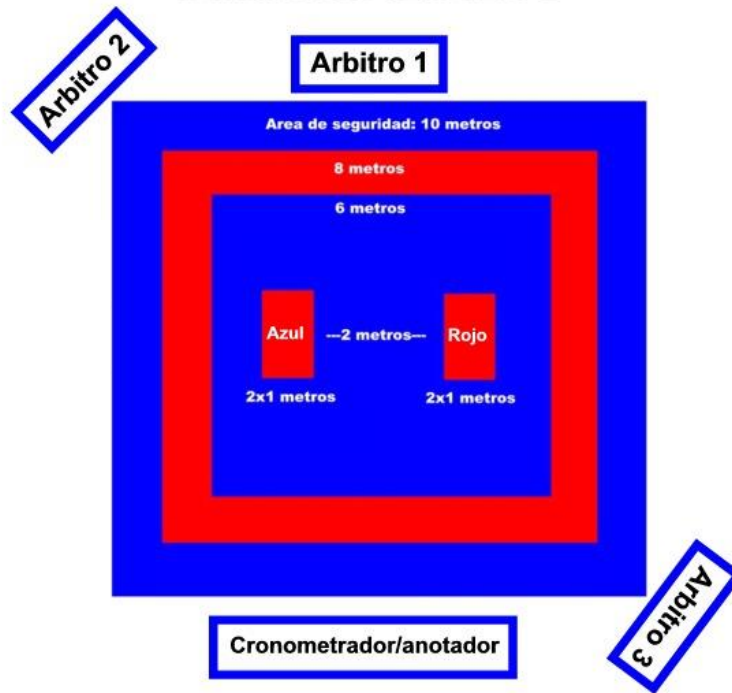 Arbitro 2
Arbitro 1
Area de seguridad: 10 metros
8 metros
6 metros
Azul
---2 metros---
Rojo
2x1 metros
2x1 metros
Arbitro 3
Cronometrador/anotador